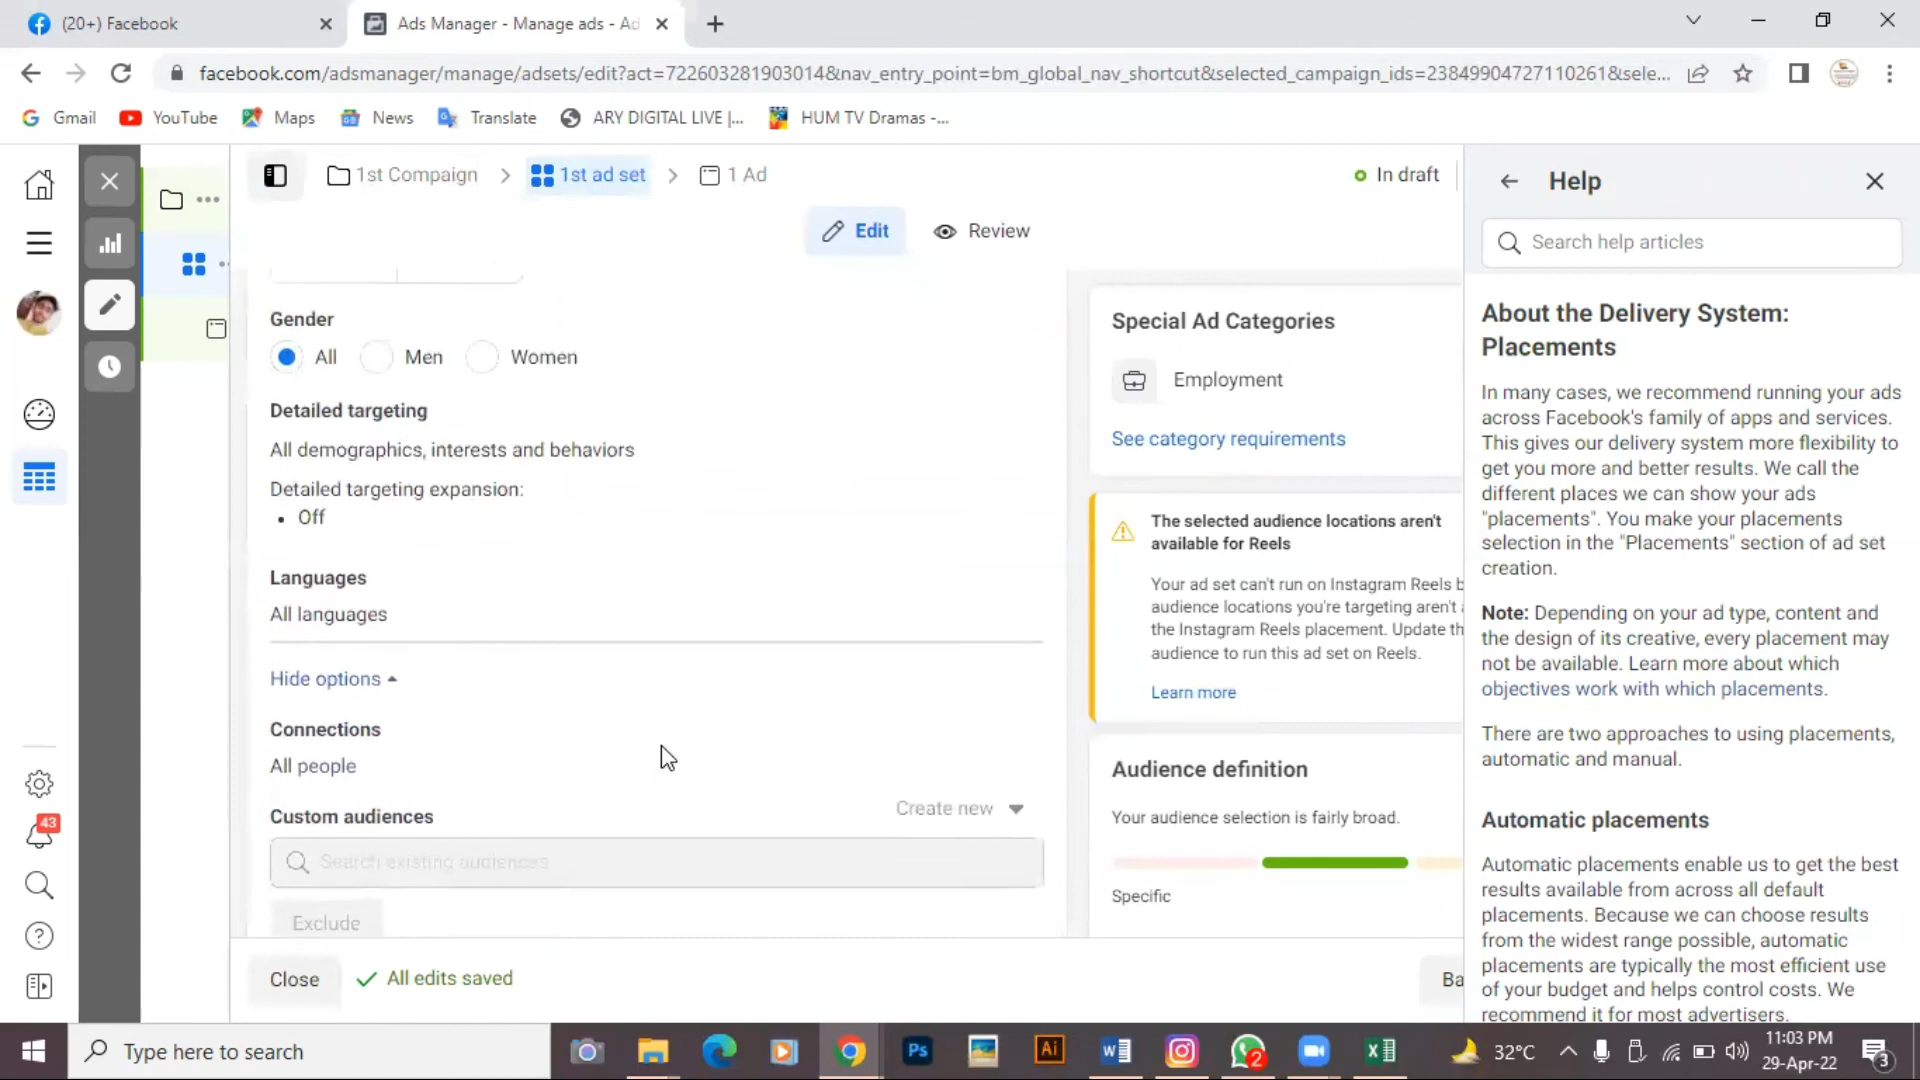 (20+) Facebook
Ads Manager - Manage ads - Ad
facebook.com/adsmanager/manage/adsets/edit?act=722603281903014&nav_entry_point=bm_global_nav_shortcut&selected_campaign_ids=23849904727110261&sele...
Gmail
YouTube
Maps
News
Translate
ARY DIGITAL LIVE |...
HUM TV Dramas -...
1st Compaign
1st ad set
1 Ad
In draft
Edit
Review
Gender
All
Men
Women
Detailed targeting
All demographics, interests and behaviors
Detailed targeting expansion:
• Off
Languages
All languages
Hide options
Connections
All people
Custom audiences
Create new
Search existing audiences
Exclude
Close
All edits saved
Ba
Special Ad Categories
Employment
See category requirements
The selected audience locations aren't
available for Reels
Your ad set can't run on Instagram Reels b
audience locations you're targeting aren't a
the Instagram Reels placement. Update th
audience to run this ad set on Reels.
Learn more
Audience definition
Your audience selection is fairly broad.
Specific
Help
Search help articles
About the Delivery System:
Placements
In many cases, we recommend running your ads
across Facebook's family of apps and services.
This gives our delivery system more flexibility to
get you more and better results. We call the
different places we can show your ads
"placements". You make your placements
selection in the "Placements" section of ad set
creation.
Note: Depending on your ad type, content and
the design of its creative, every placement may
not be available. Learn more about which
objectives work with which placements.
There are two approaches to using placements,
automatic and manual.
Automatic placements
Automatic placements enable us to get the best
results available from across all default
placements. Because we can choose results
from the widest range possible, automatic
placements are typically the most efficient use
of your budget and helps control costs. We
recommend it for most advertisers.
43
Type here to search
Ps
Ai
2
32°C
11:03 PM
29-Apr-22
3